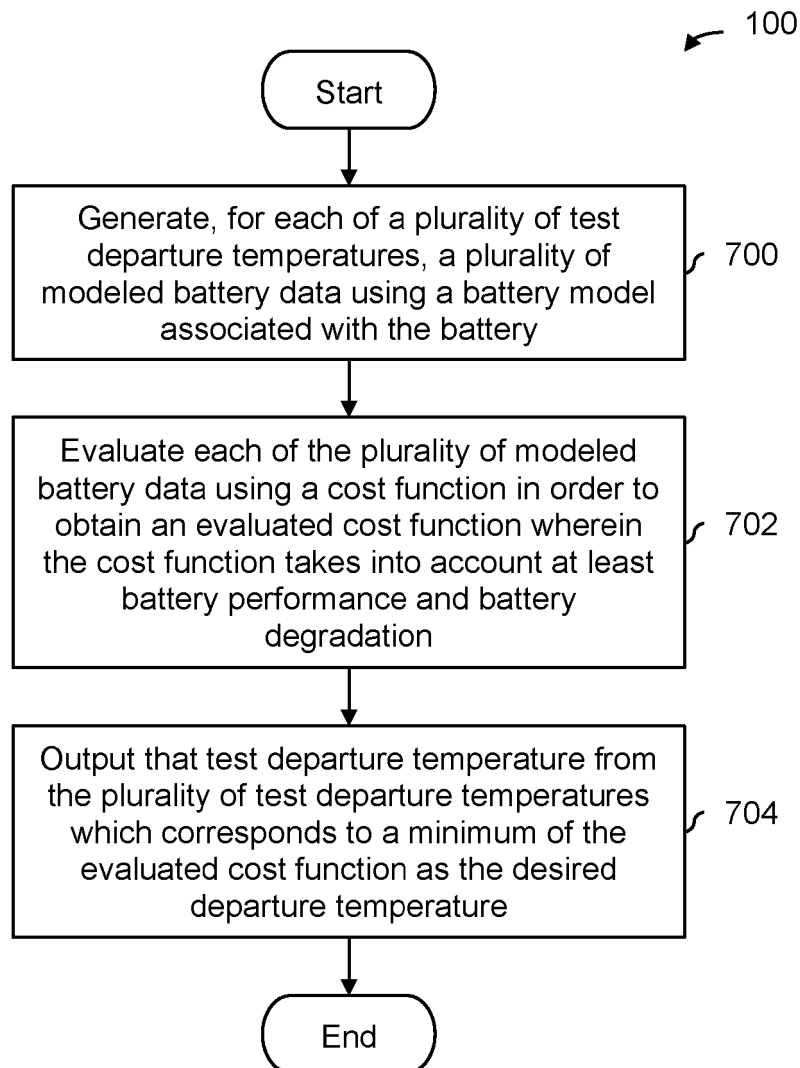 100
Start
Generate, for each of a plurality of test
departure temperatures, a plurality of
modeled battery data using a battery model
associated with the battery
700
Evaluate each of the plurality of modeled
battery data using a cost function in order to
obtain an evaluated cost function wherein
the cost function takes into account at least
battery performance and battery
degradation
702
Output that test departure temperature from
the plurality of test departure temperatures
which corresponds to a minimum of the
evaluated cost function as the desired
departure temperature
704
End